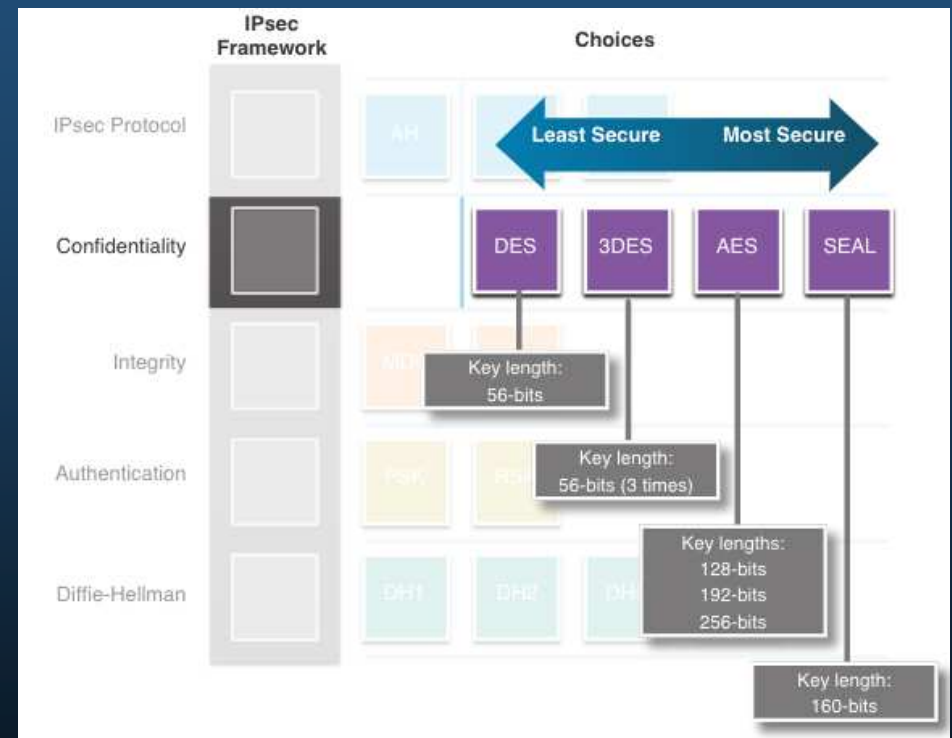 IPsec
Framework
Choices
IPsec Protocol
AH
Least Secure
Most Secure
Confidentiality
DES
3DES
AES
SEAL
Integrity
Key length:
56-bits
Authentication
PSK
Key length:
56-bits (3 times)
Diffie-Hellman
DH1
DH2
Key lengths:
128-bits
192-bits
256-bits
Key length:
160-bits